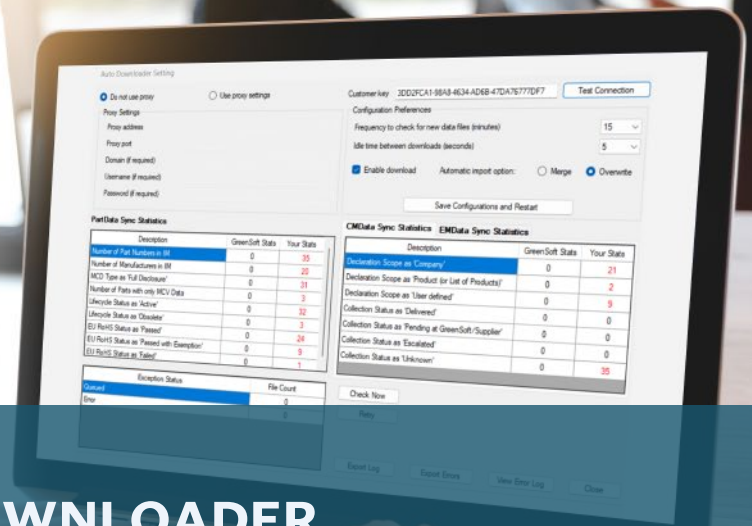 Auto Downloader Setting
Do not use proxy
Use proxy settings
Proxy Settings
Proxy address
Proxy port
Domain (if required)
Username (if required)
Password (if required)
Customer key 3DD2FCA1-98A8-4634-AD6B-47DA76777DF7 Test Connection
Configuration Preferences
Frequency to check for new data files (minutes) 15
Idle time between downloads (seconds) 5
Enable download Automatic import option: Merge Overwrite
Save Configurations and Restart
PartData Sync Statistics
Description GreenSoft Stats Your Stats
Number of Part Numbers in IM 0 35
Number of Manufacturers in IM 0 20
MCD Type as 'Full Disclosure' 0 31
Number of Parts with only MCV Data 0 3
Lifecycle Status as 'Active' 0 32
Lifecycle Status as 'Obsolete' 0 3
EU RoHS Status as 'Passed' 0 24
EU RoHS Status as 'Passed with Exemption' 0 9
EU RoHS Status as 'Failed' 0 1
CMData Sync Statistics EMData Sync Statistics
Description GreenSoft Stats Your Stats
Declaration Scope as 'Company' 0 21
Declaration Scope as 'Product (or List of Products)' 0 2
Declaration Scope as 'User defined' 0 9
Collection Status as 'Delivered' 0 0
Collection Status as 'Pending at GreenSoft/Supplier' 0 0
Collection Status as 'Escalated' 0 0
Collection Status as 'Unknown' 0 35
Exception Status File Count
Queued 0
Error 0
Check Now
Retry
Export Log Export Errors View Error Log Close
WNLOADER